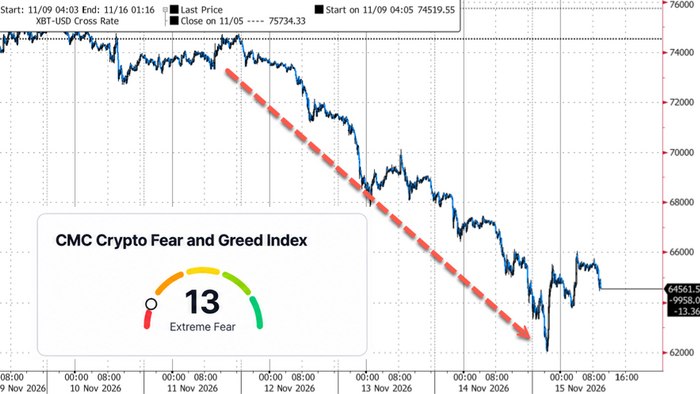 Start: 11/09 04:03 End: 11/16 01:16
XBT-USD Cross Rate
Last Price
Close on 11/05 ---- 75734.33
Start on 11/09 04:05 74519.55
76000
74000
72000
70000
68000
66000
64561.5
-9958.0
-13.36
62000
CMC Crypto Fear and Greed Index
13
Extreme Fear
08:00 00:00 08:00 00:00 08:00 00:00 08:00 00:00 08:00 00:00 08:00 00:00 08:00 16:00
9 Nov 2026 10 Nov 2026 11 Nov 2026 12 Nov 2026 13 Nov 2026 14 Nov 2026 15 Nov 2026